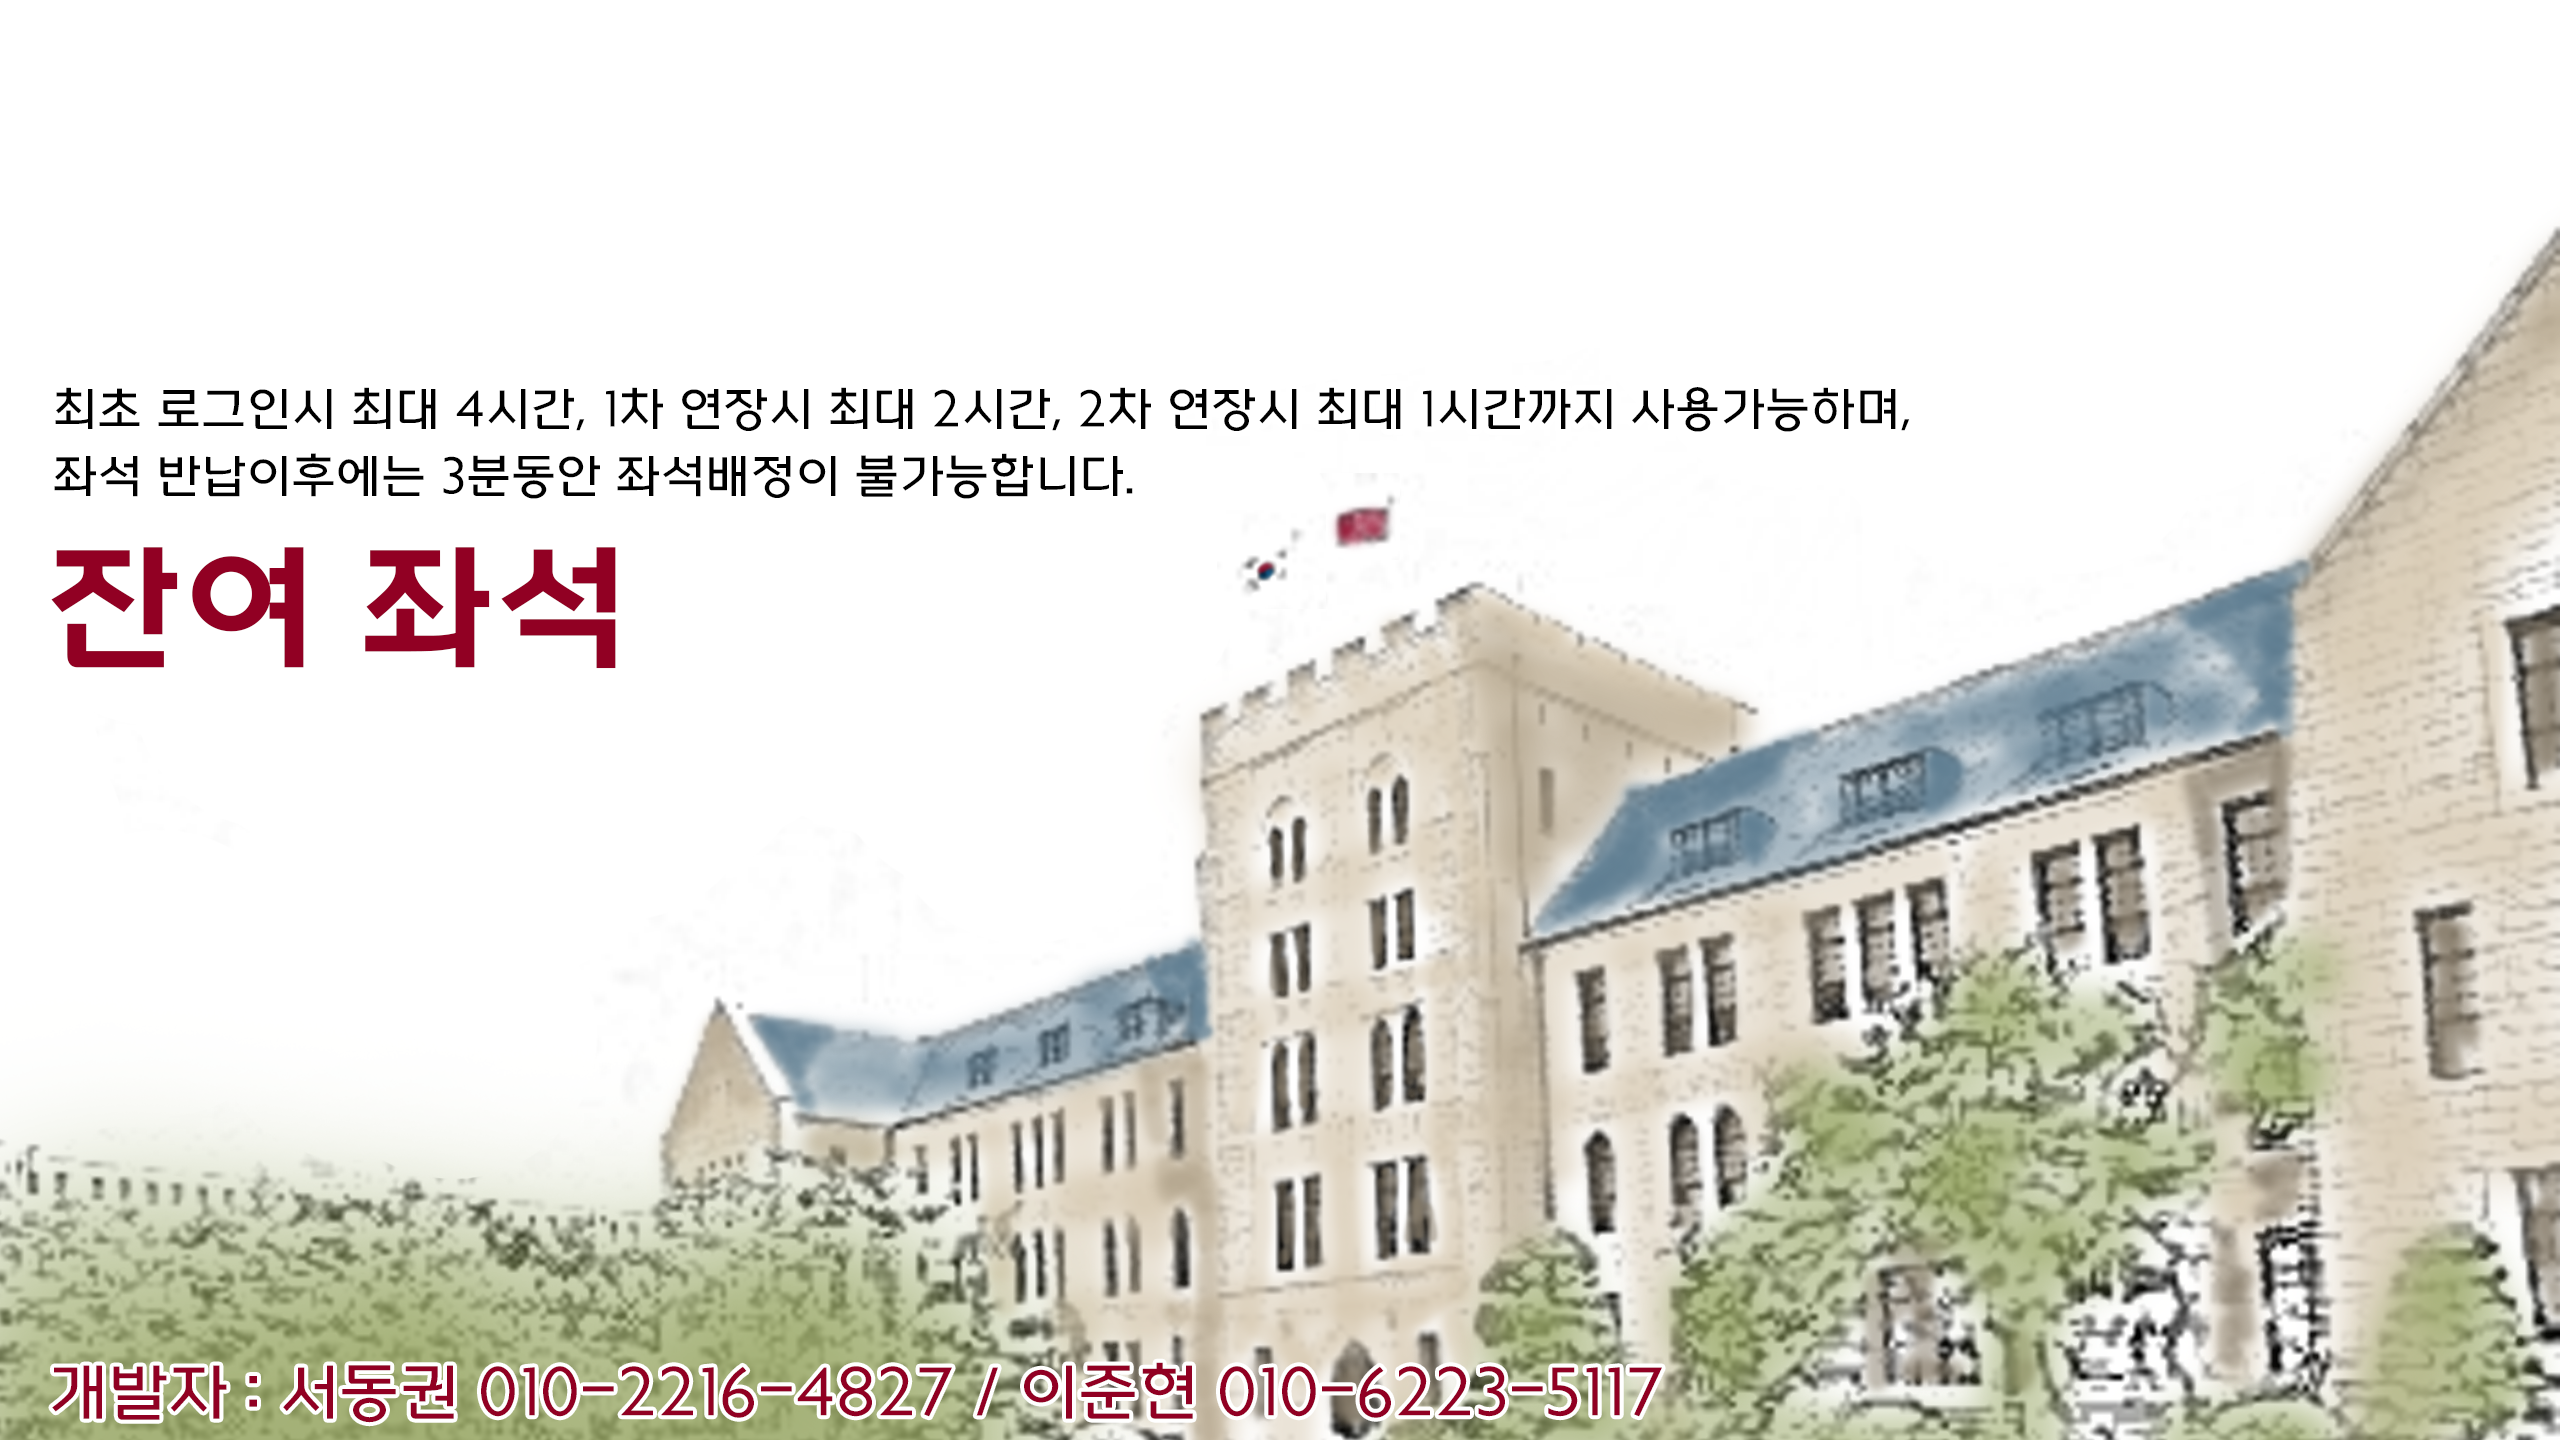 최초 로그인시 최대 4시간, 1차 연장시 최대 2시간, 2차 연장시 최대 1시간까지 사용가능하며,
좌석 반납이후에는 3분동안 좌석배정이 불가능합니다.
잔여 좌석
개발자 : 서동권 010-2216-4827 / 이준현 010-6223-5117